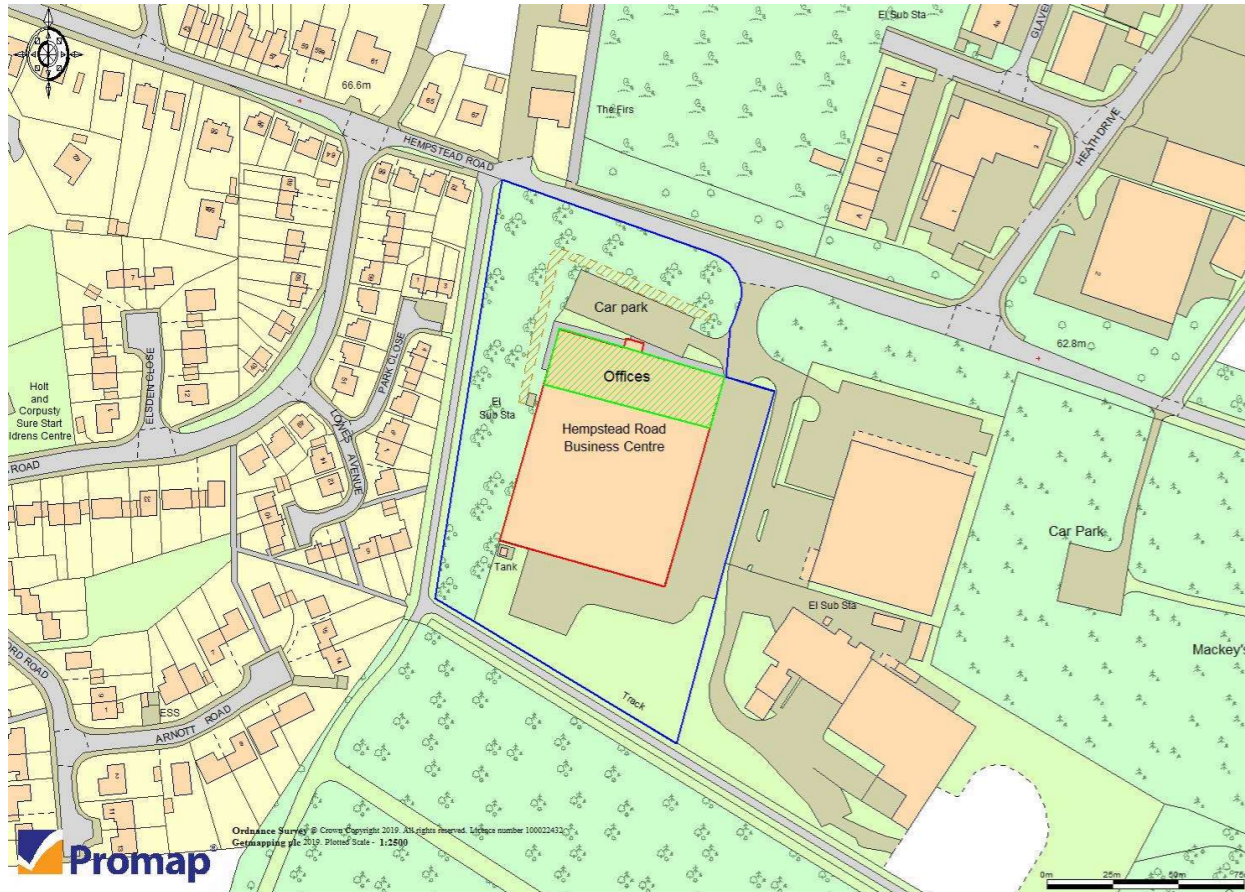 El Sub Sta
GLAVEN
66.6m
The Firs
HEMPSTEAD ROAD
HEATH DRIVE
Car park
62.8m
PARK CLOSE
ELSDEN CLOSE
Offices
Holt
and
Corpusty
Sure Start
ldrens Centre
El
Sub Sta
Hempstead Road
Business Centre
LOWES AVENUE
ROAD
Car Park
Tank
El Sub Sta
Mackey's
FORD ROAD
Track
ESS
ARNOTT ROAD
Ordnance Survey © Crown Copyright 2019. All rights reserved. Licence number 100022432
Getmapping plc 2019. Plotted Scale - 1:2500
Promap
0m 25m 50m 75m